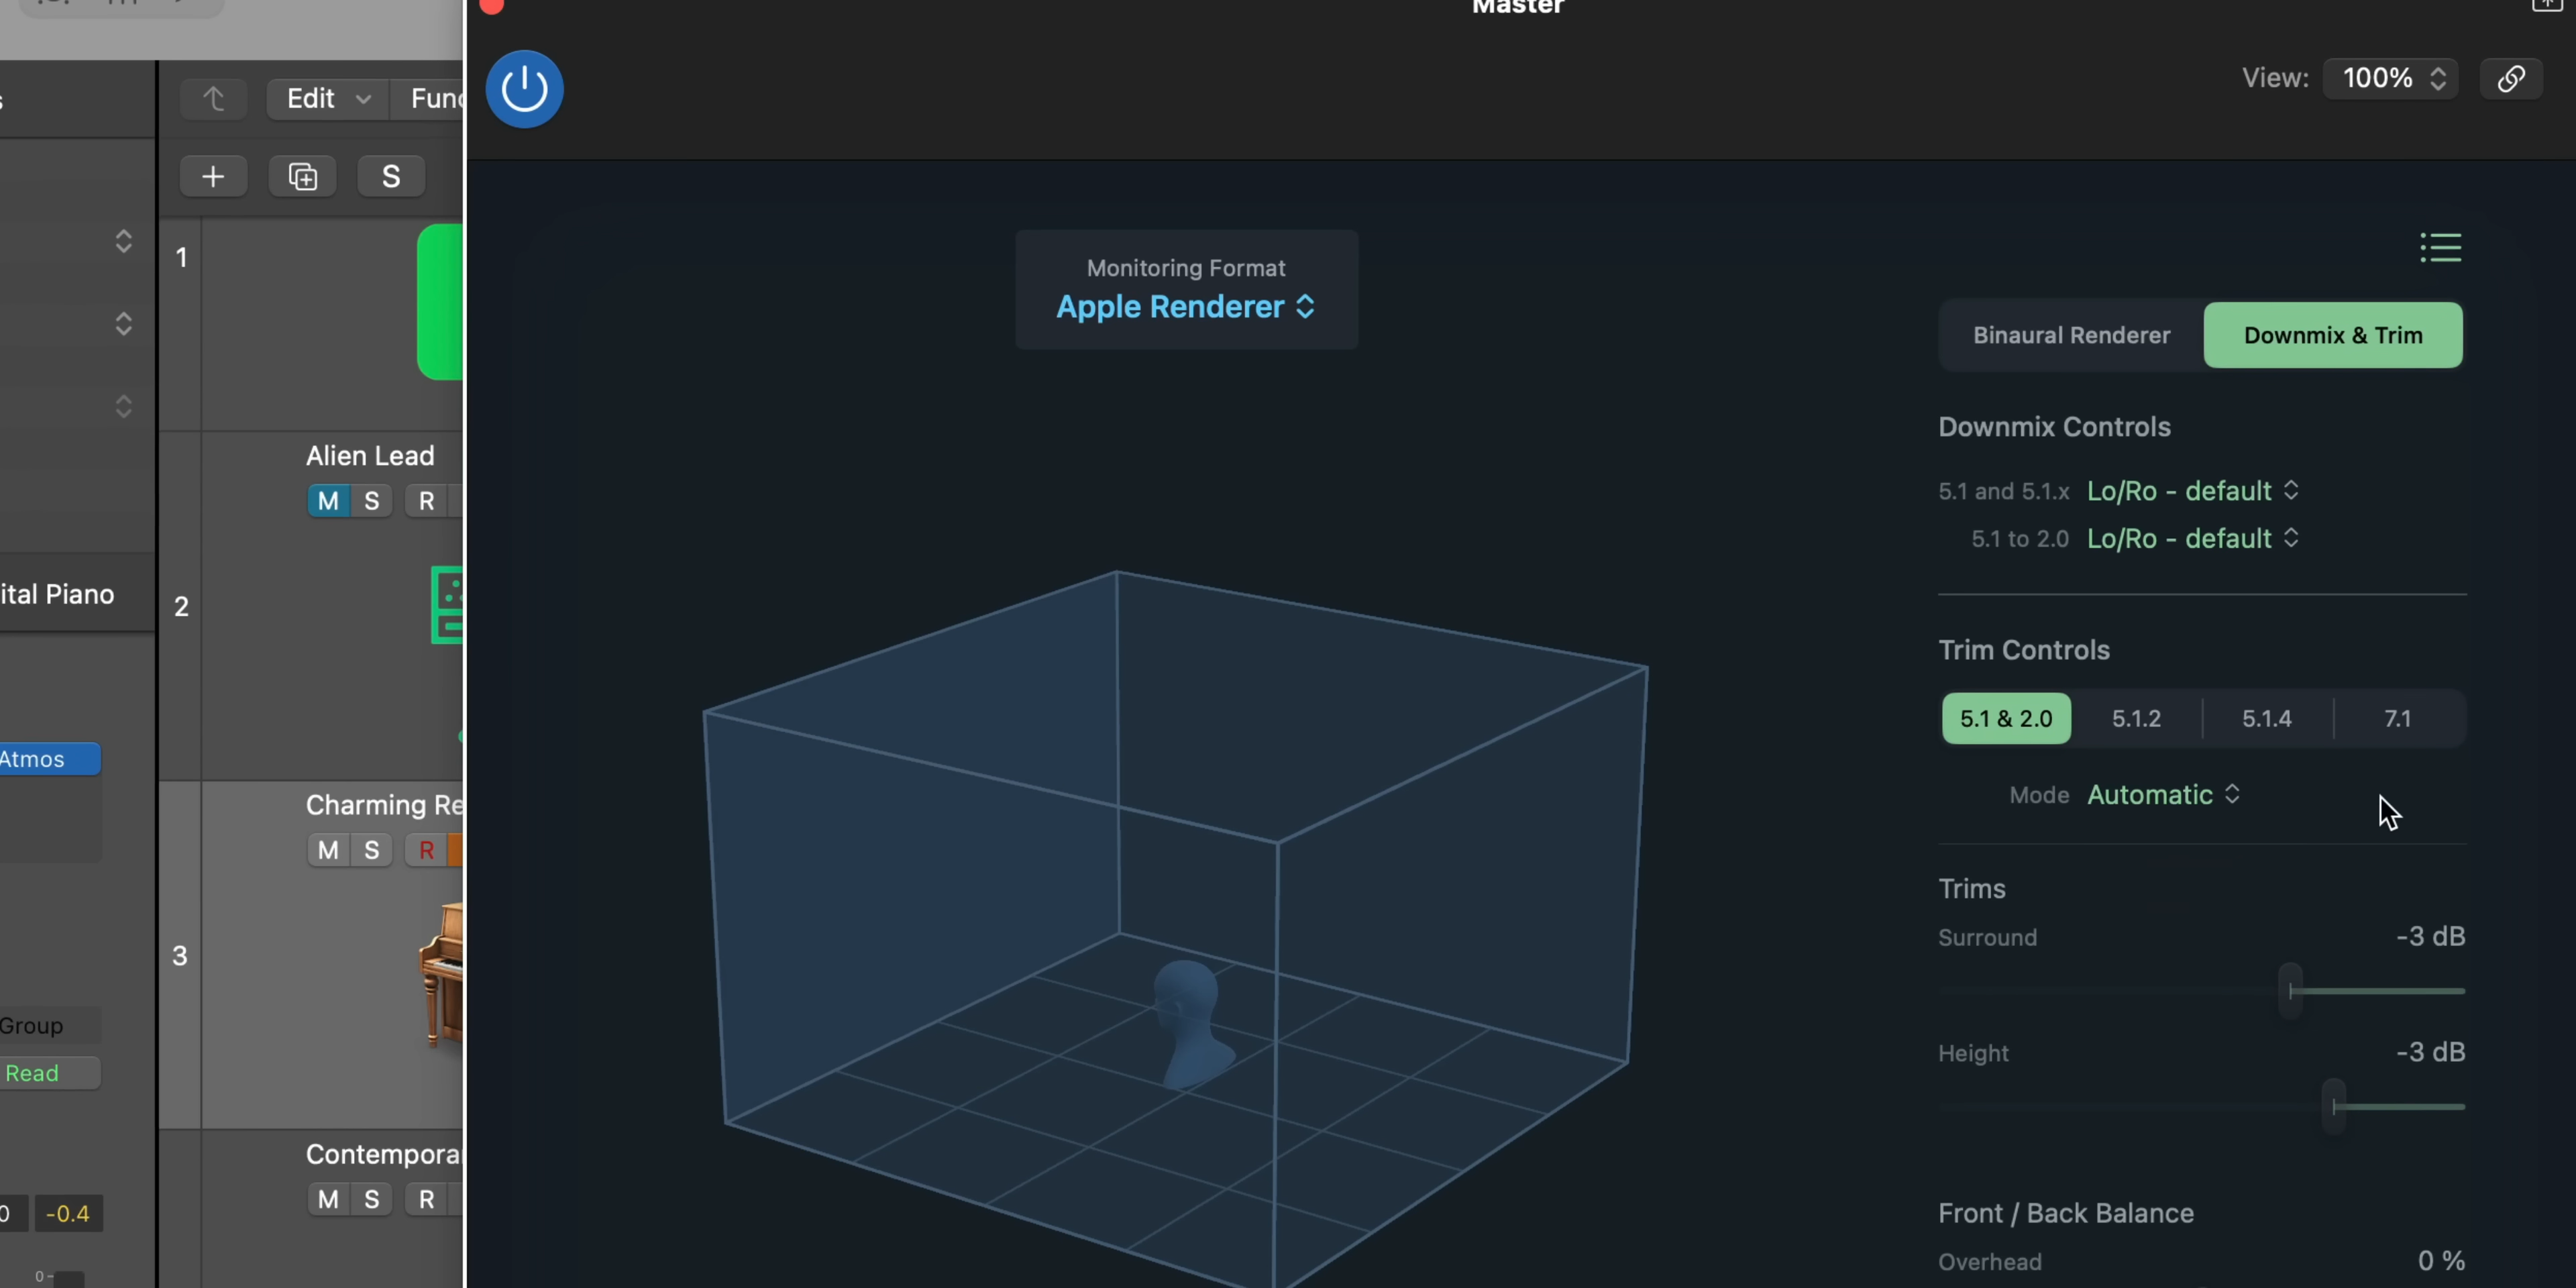 Master
View: 100%
Edit
S
Monitoring Format
Apple Renderer
Binaural Renderer
Downmix & Trim
Downmix Controls
5.1 and 5.1.x Lo/Ro - default
5.1 to 2.0 Lo/Ro - default
Trim Controls
5.1 & 2.0
5.1.2
5.1.4
7.1
Mode Automatic
Trims
Surround -3 dB
Height -3 dB
Front / Back Balance
Overhead 0 %
1
Alien Lead
M S R
2
ital Piano
Atmos
Charming Re
M S R
3
Group
Read
Contempora
M S R
0 -0.4
0